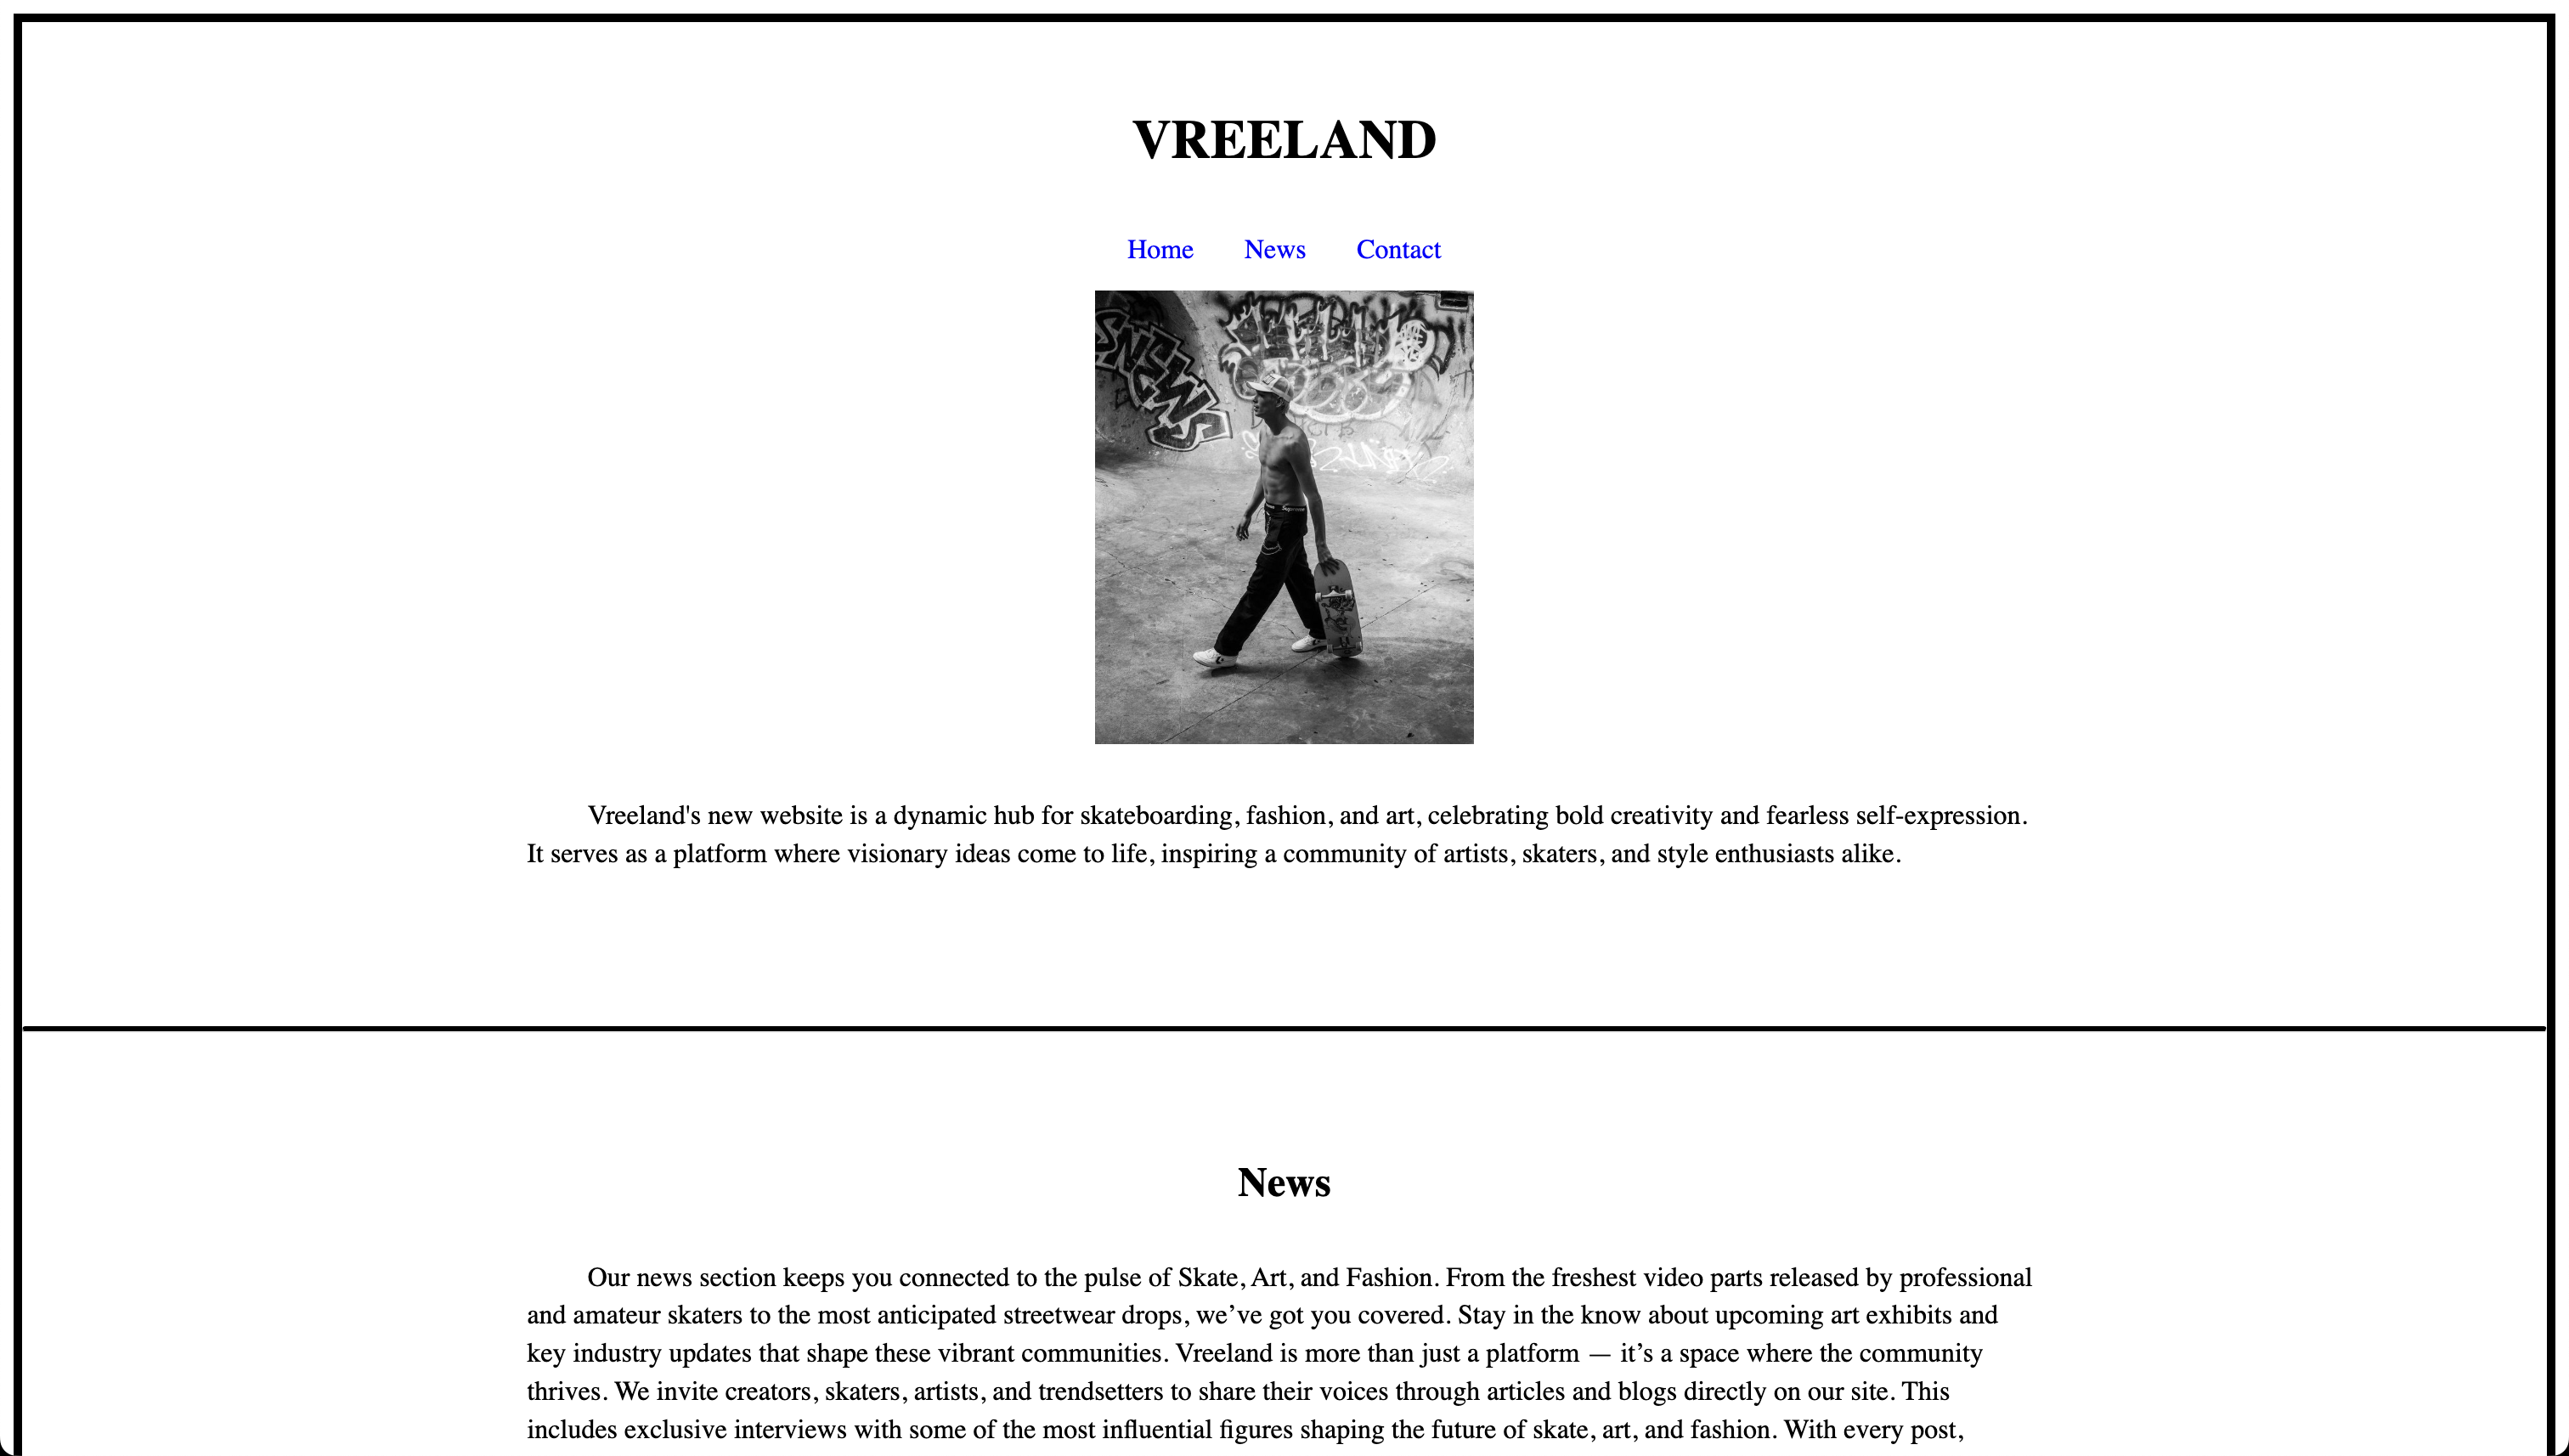 VREELAND
Home News Contact
Vreeland's new website is a dynamic hub for skateboarding, fashion, and art, celebrating bold creativity and fearless self-expression.
It serves as a platform where visionary ideas come to life, inspiring a community of artists, skaters, and style enthusiasts alike.
News
Our news section keeps you connected to the pulse of Skate, Art, and Fashion. From the freshest video parts released by professional
and amateur skaters to the most anticipated streetwear drops, we’ve got you covered. Stay in the know about upcoming art exhibits and
key industry updates that shape these vibrant communities. Vreeland is more than just a platform — it’s a space where the community
thrives. We invite creators, skaters, artists, and trendsetters to share their voices through articles and blogs directly on our site. This
includes exclusive interviews with some of the most influential figures shaping the future of skate, art, and fashion. With every post,